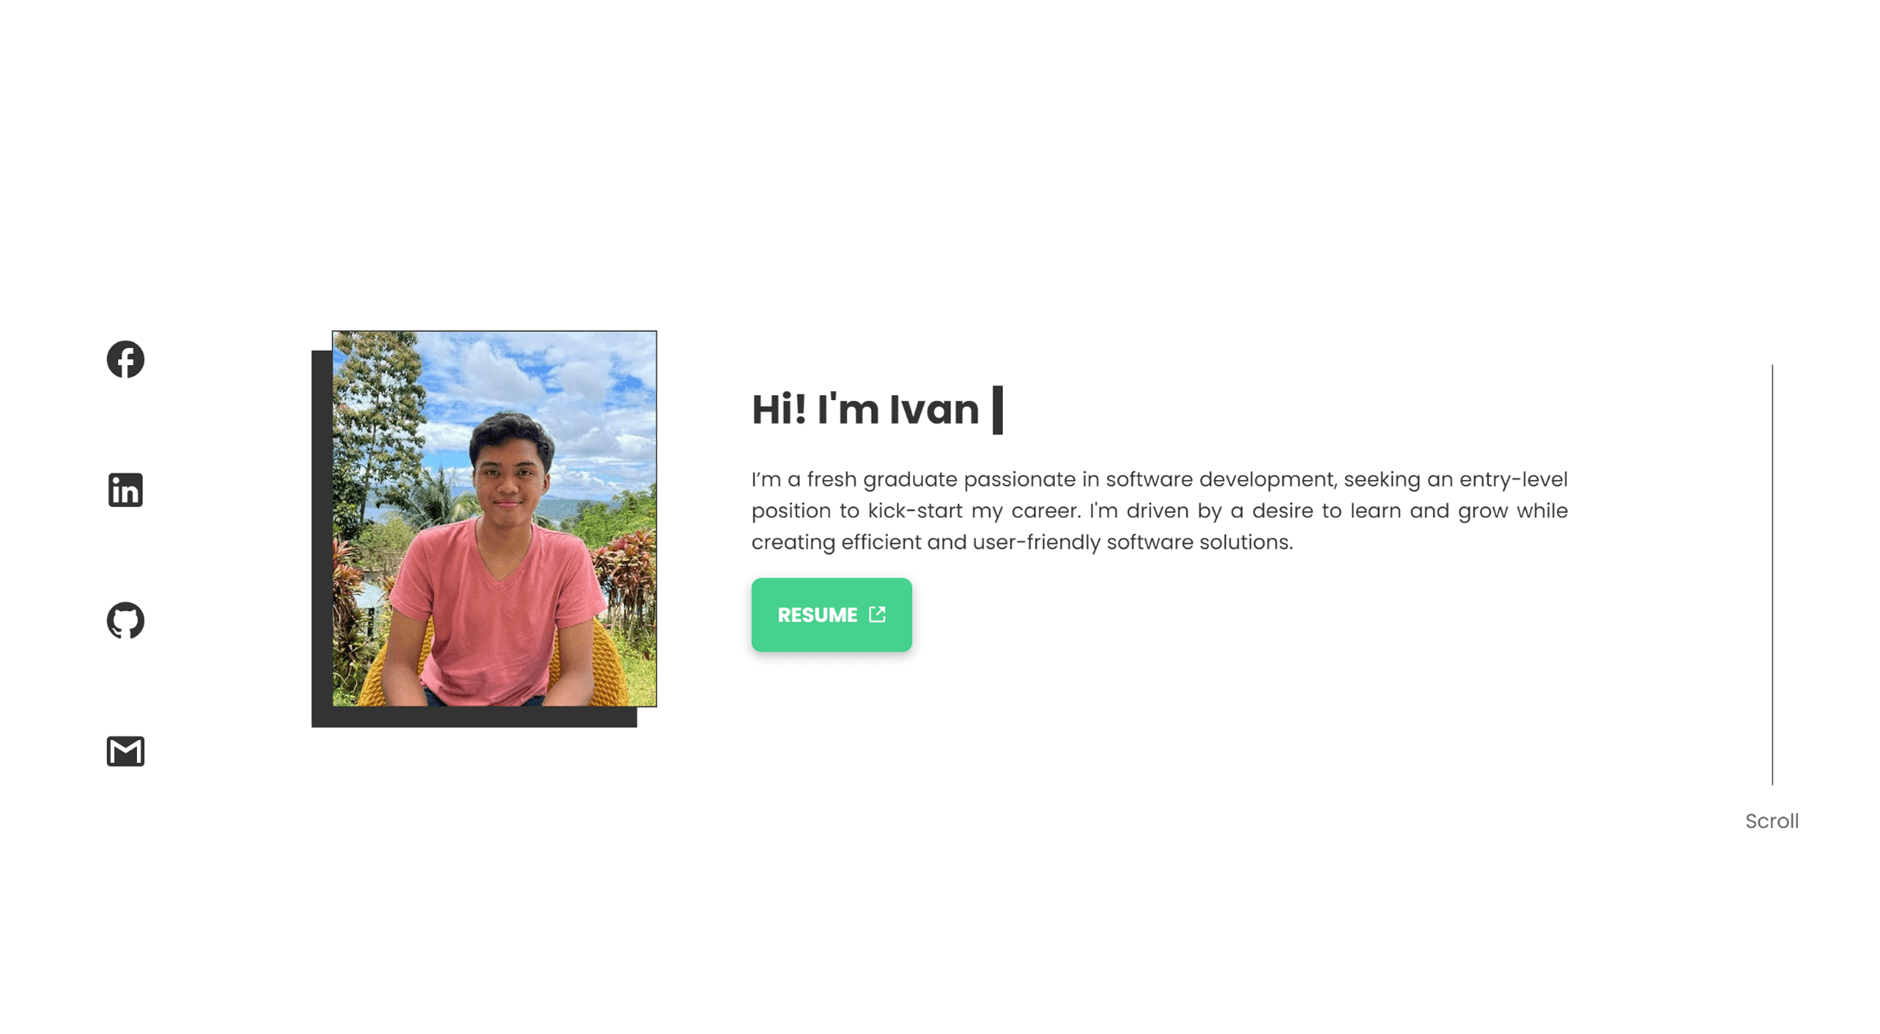 Hi! I'm Ivan
I’m a fresh graduate passionate in software development, seeking an entry-level
position to kick-start my career. I'm driven by a desire to learn and grow while
creating efficient and user-friendly software solutions.
RESUME
Scroll